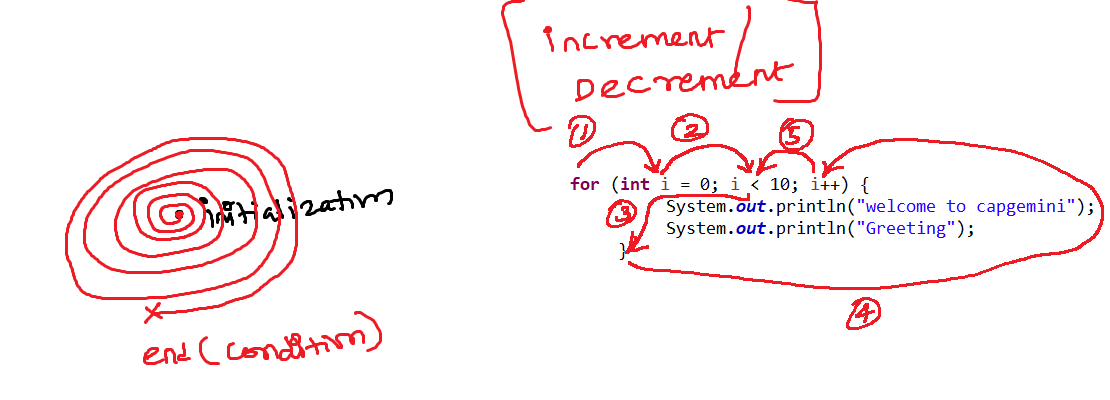 increment /
Decrement
1 2 5
for (int i = 0; i < 10; i++) {
3 System.out.println("welcome to capgemini");
System.out.println("Greeting");
}
4
initialization
end (condition)